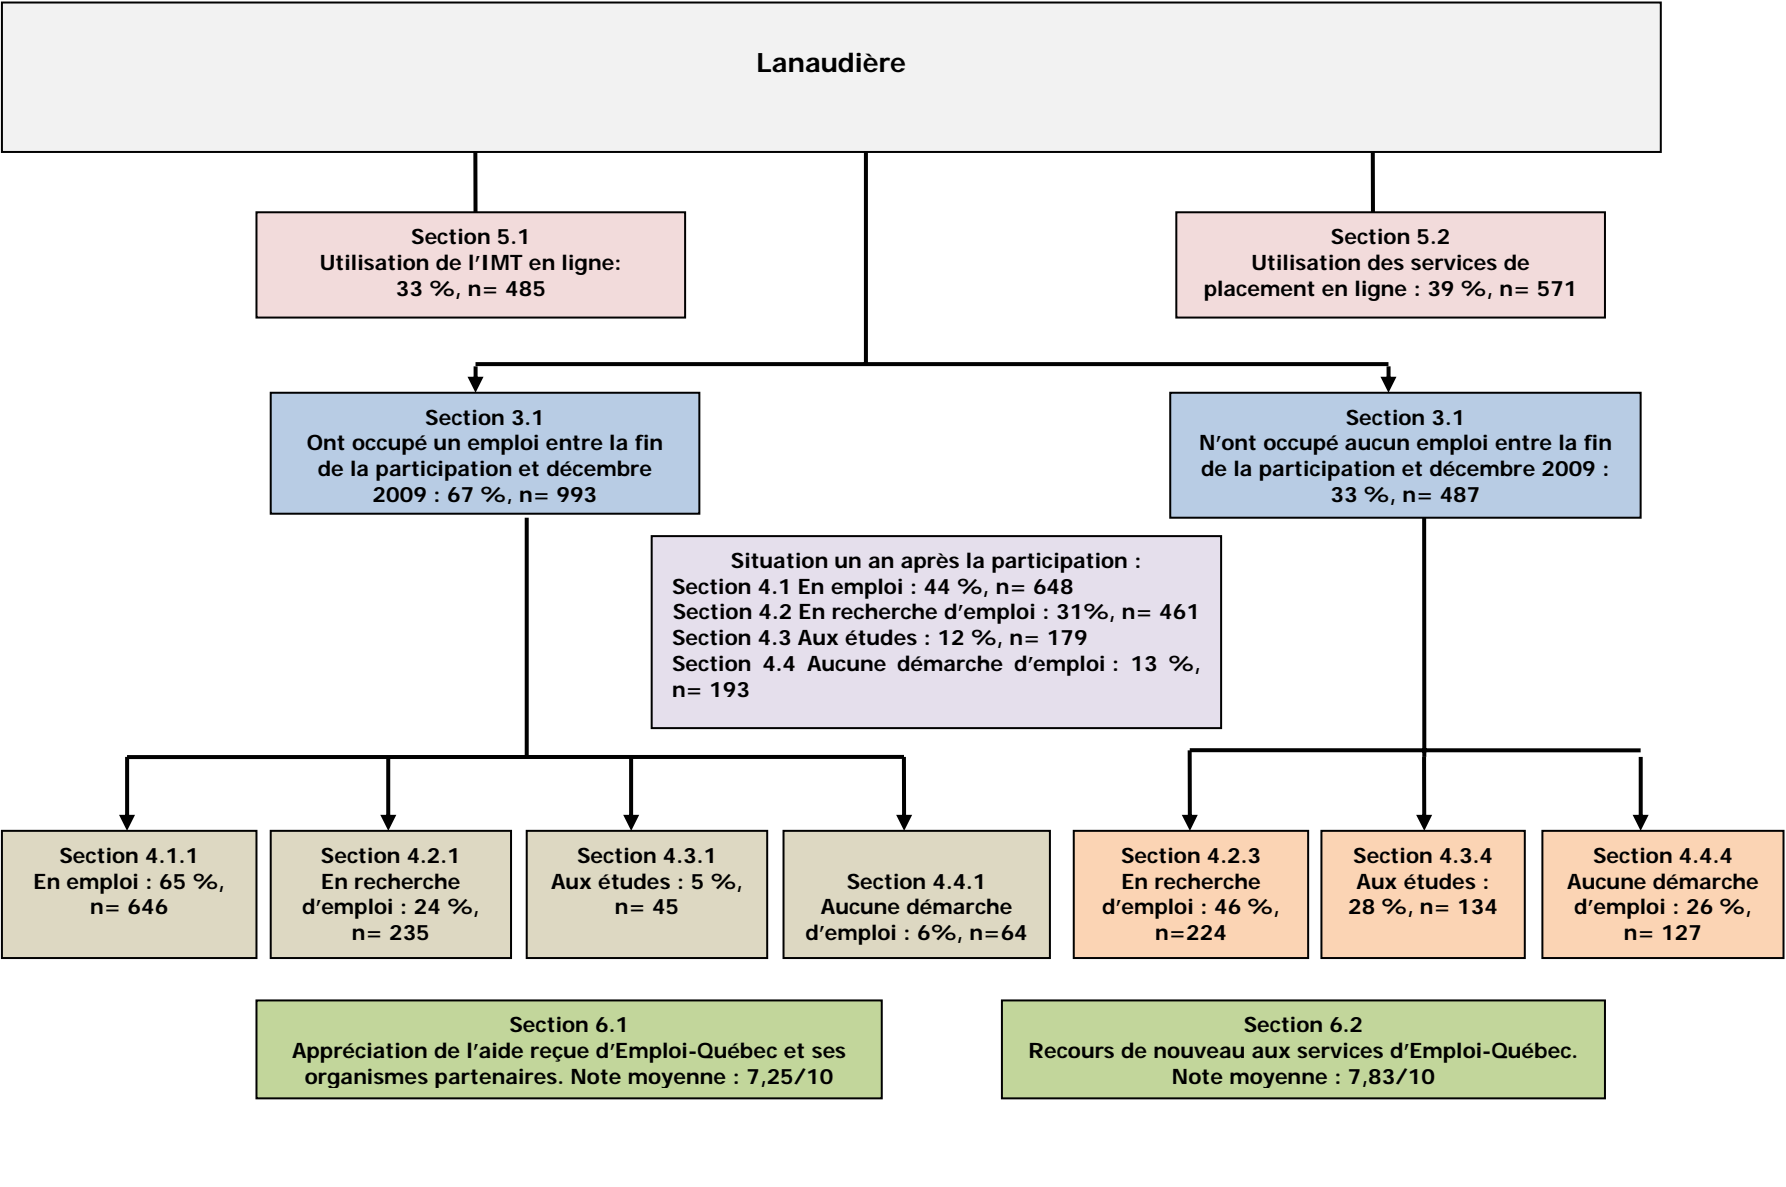 Lanaudière
Section 5.1
Utilisation de l'IMT en ligne:
33 %, n= 485
Section 5.2
Utilisation des services de
placement en ligne : 39 %, n= 571
Section 3.1
Ont occupé un emploi entre la fin
de la participation et décembre
2009 : 67 %, n= 993
Section 3.1
N'ont occupé aucun emploi entre la fin
de la participation et décembre 2009 :
33 %, n= 487
Situation un an après la participation :
Section 4.1 En emploi : 44 %, n= 648
Section 4.2 En recherche d'emploi : 31%, n= 461
Section 4.3 Aux études : 12 %, n= 179
Section 4.4 Aucune démarche d'emploi : 13 %,
n= 193
Section 4.1.1
En emploi : 65 %,
n= 646
Section 4.2.1
En recherche
d'emploi : 24 %,
n= 235
Section 4.3.1
Aux études : 5 %,
n= 45
Section 4.4.1
Aucune démarche
d'emploi : 6%, n=64
Section 4.2.3
En recherche
d'emploi : 46 %,
n=224
Section 4.3.4
Aux études :
28 %, n= 134
Section 4.4.4
Aucune démarche
d'emploi : 26 %,
n= 127
Section 6.1
Appréciation de l'aide reçue d'Emploi-Québec et ses
organismes partenaires. Note moyenne : 7,25/10
Section 6.2
Recours de nouveau aux services d'Emploi-Québec.
Note moyenne : 7,83/10